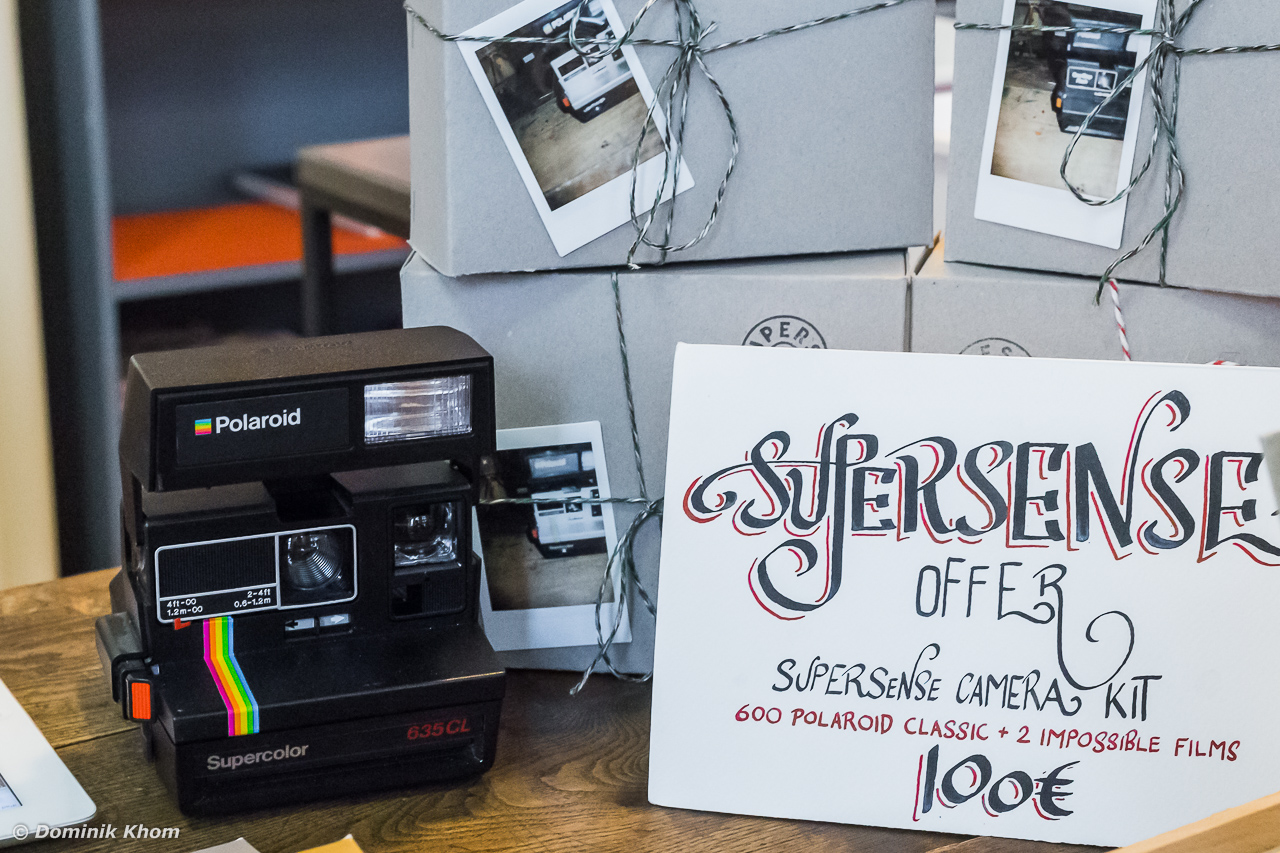 Polaroid
4ft-∞ 2-4ft
1.2m-∞ 0.6-1.2m
Supercolor
635CL
SUPERSENSE
OFFER
SUPERSENSE CAMERA KIT
600 POLAROID CLASSIC + 2 IMPOSSIBLE FILMS
100€
© Dominik Khom